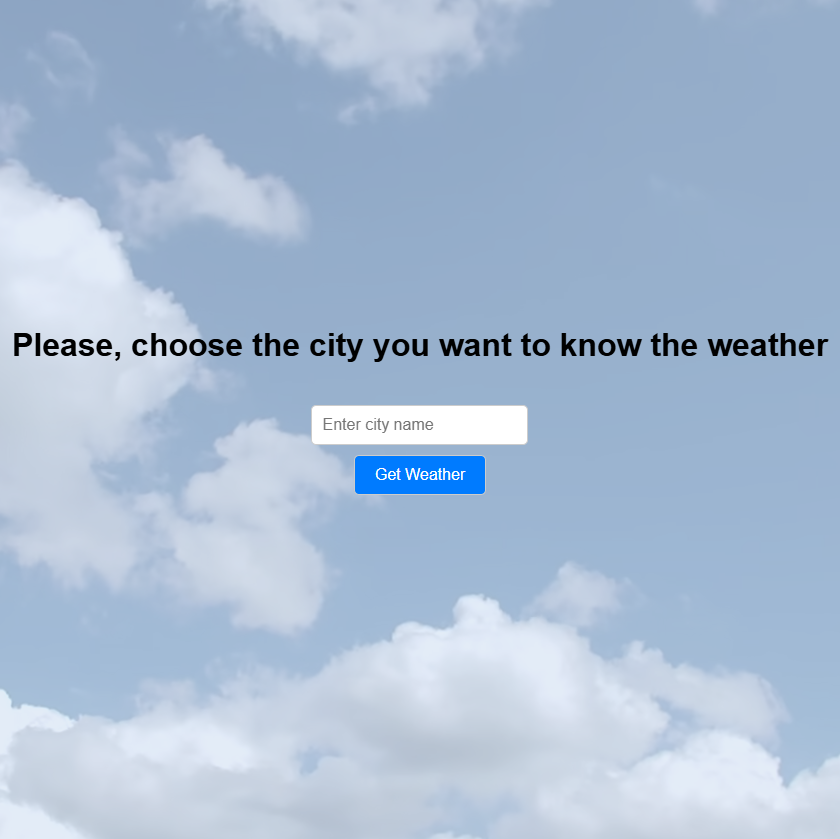 Please, choose the city you want to know the weather
Enter city name
Get Weather